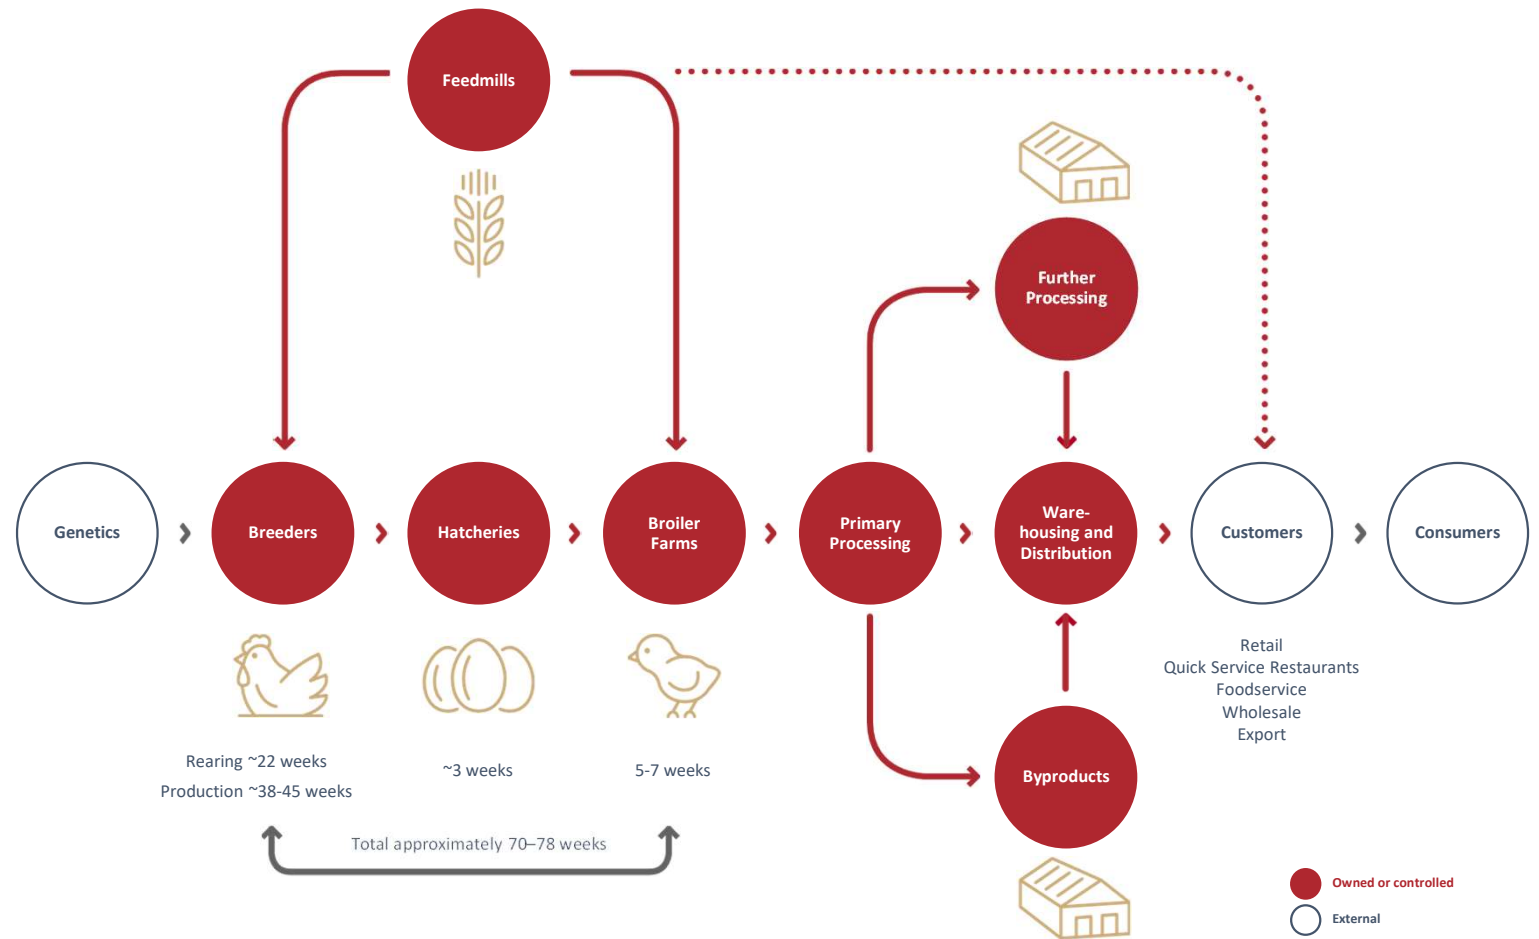 Feedmills
Further
Processing
Genetics
Breeders
Hatcheries
Broiler
Farms
Primary
Processing
Ware-
housing and
Distribution
Customers
Consumers
Rearing ~22 weeks
Production ~38-45 weeks
~3 weeks
5-7 weeks
Total approximately 70–78 weeks
Retail
Quick Service Restaurants
Foodservice
Wholesale
Export
Byproducts
Owned or controlled
External